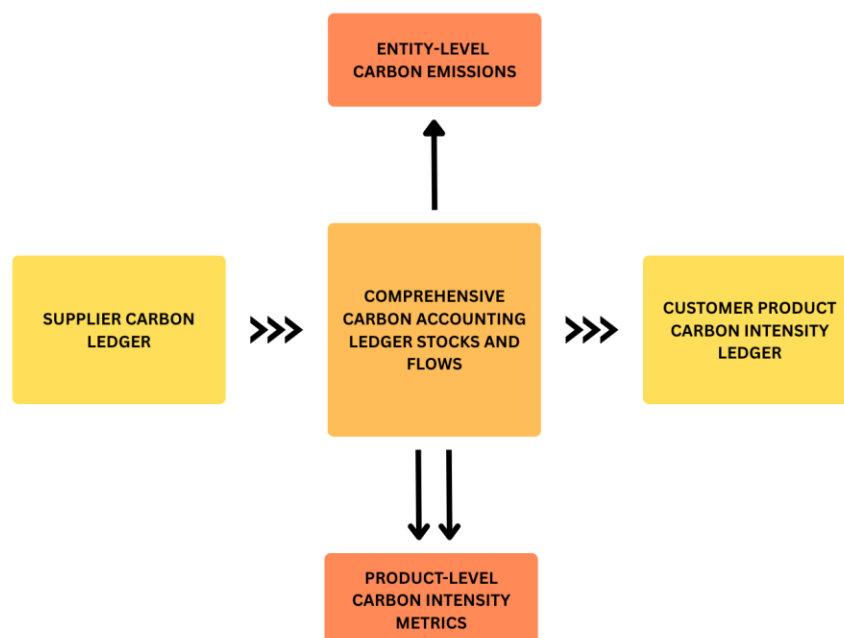 ENTITY-LEVEL
CARBON EMISSIONS
SUPPLIER CARBON
LEDGER
COMPREHENSIVE
CARBON ACCOUNTING
LEDGER STOCKS AND
FLOWS
CUSTOMER PRODUCT
CARBON INTENSITY
LEDGER
PRODUCT-LEVEL
CARBON INTENSITY
METRICS